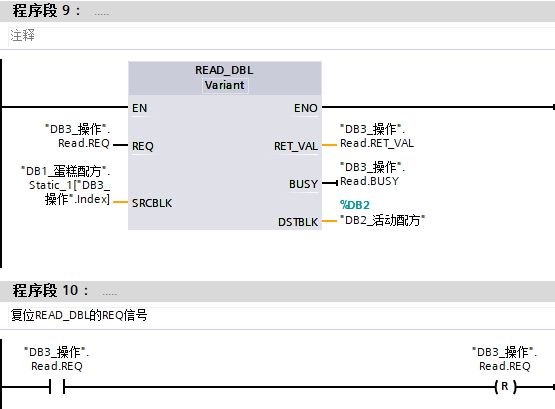 程序段 9： .....
注释
READ_DBL
Variant
EN ENO
"DB3_操作".
Read.REQ
REQ
"DB3_操作".
Read.RET_VAL
RET_VAL
"DB1_蛋糕配方".
Static_1["DB3_
操作".Index]
SRCBLK
"DB3_操作".
Read.BUSY
BUSY
%DB2
"DB2_活动配方"
DSTBLK
程序段 10： .....
复位READ_DBL的REQ信号
"DB3_操作".
Read.REQ
"DB3_操作".
Read.REQ
R